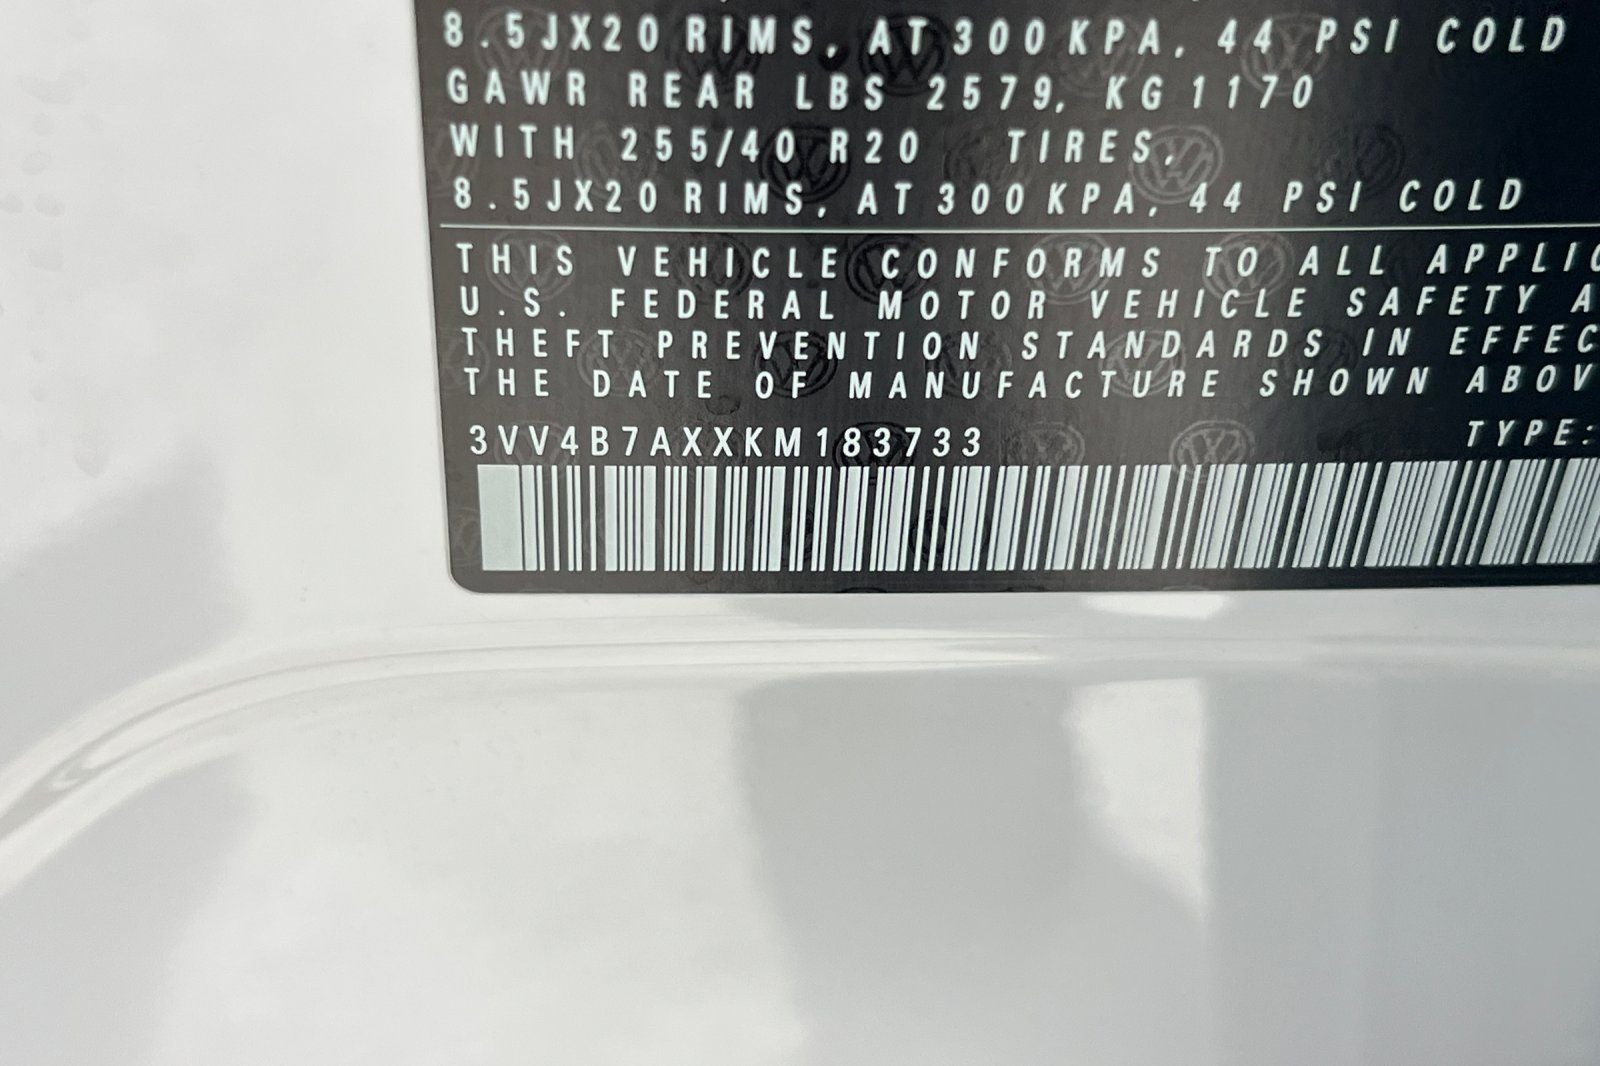 8.5JX20 RIMS, AT 300 KPA, 44 PSI COLD
GAWR REAR LBS 2579, KG 1170
WITH 255/40 R20 TIRES,
8.5JX20 RIMS, AT 300 KPA, 44 PSI COLD
THIS VEHICLE CONFORMS TO ALL APPLIC
U.S. FEDERAL MOTOR VEHICLE SAFETY A
THEFT PREVENTION STANDARDS IN EFFEC
THE DATE OF MANUFACTURE SHOWN ABOV
3VV4B7AXXKM183733 TYPE: